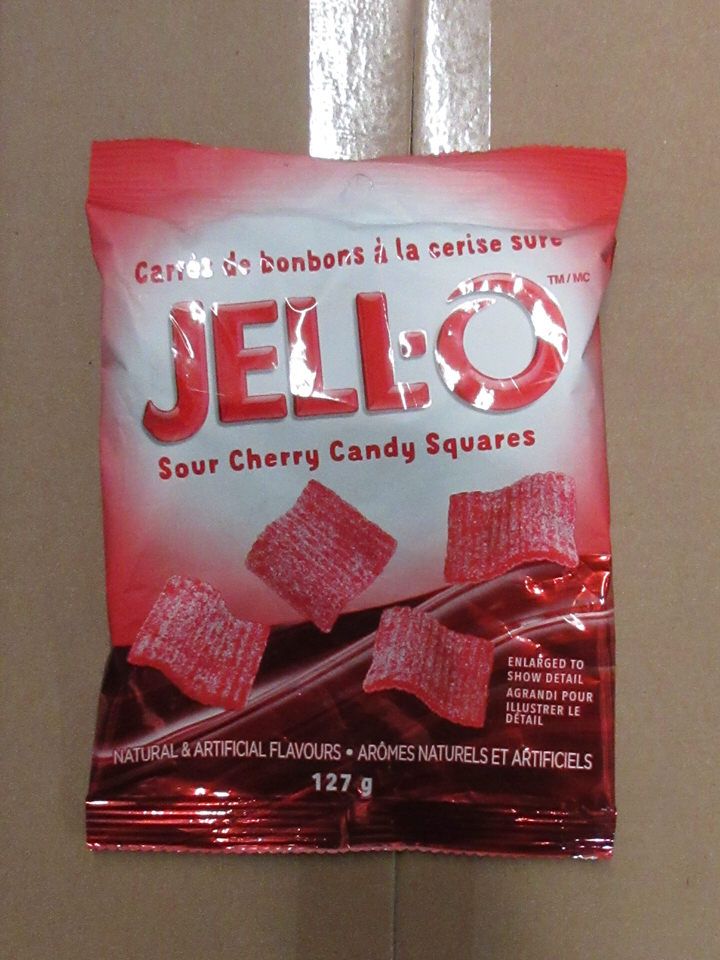 Carrés de bonbons à la cerise sure
JELL-O
TM/MC
Sour Cherry Candy Squares
ENLARGED TO
SHOW DETAIL
AGRANDI POUR
ILLUSTRER LE
DÉTAIL
NATURAL & ARTIFICIAL FLAVOURS • ARÔMES NATURELS ET ARTIFICIELS
127 g